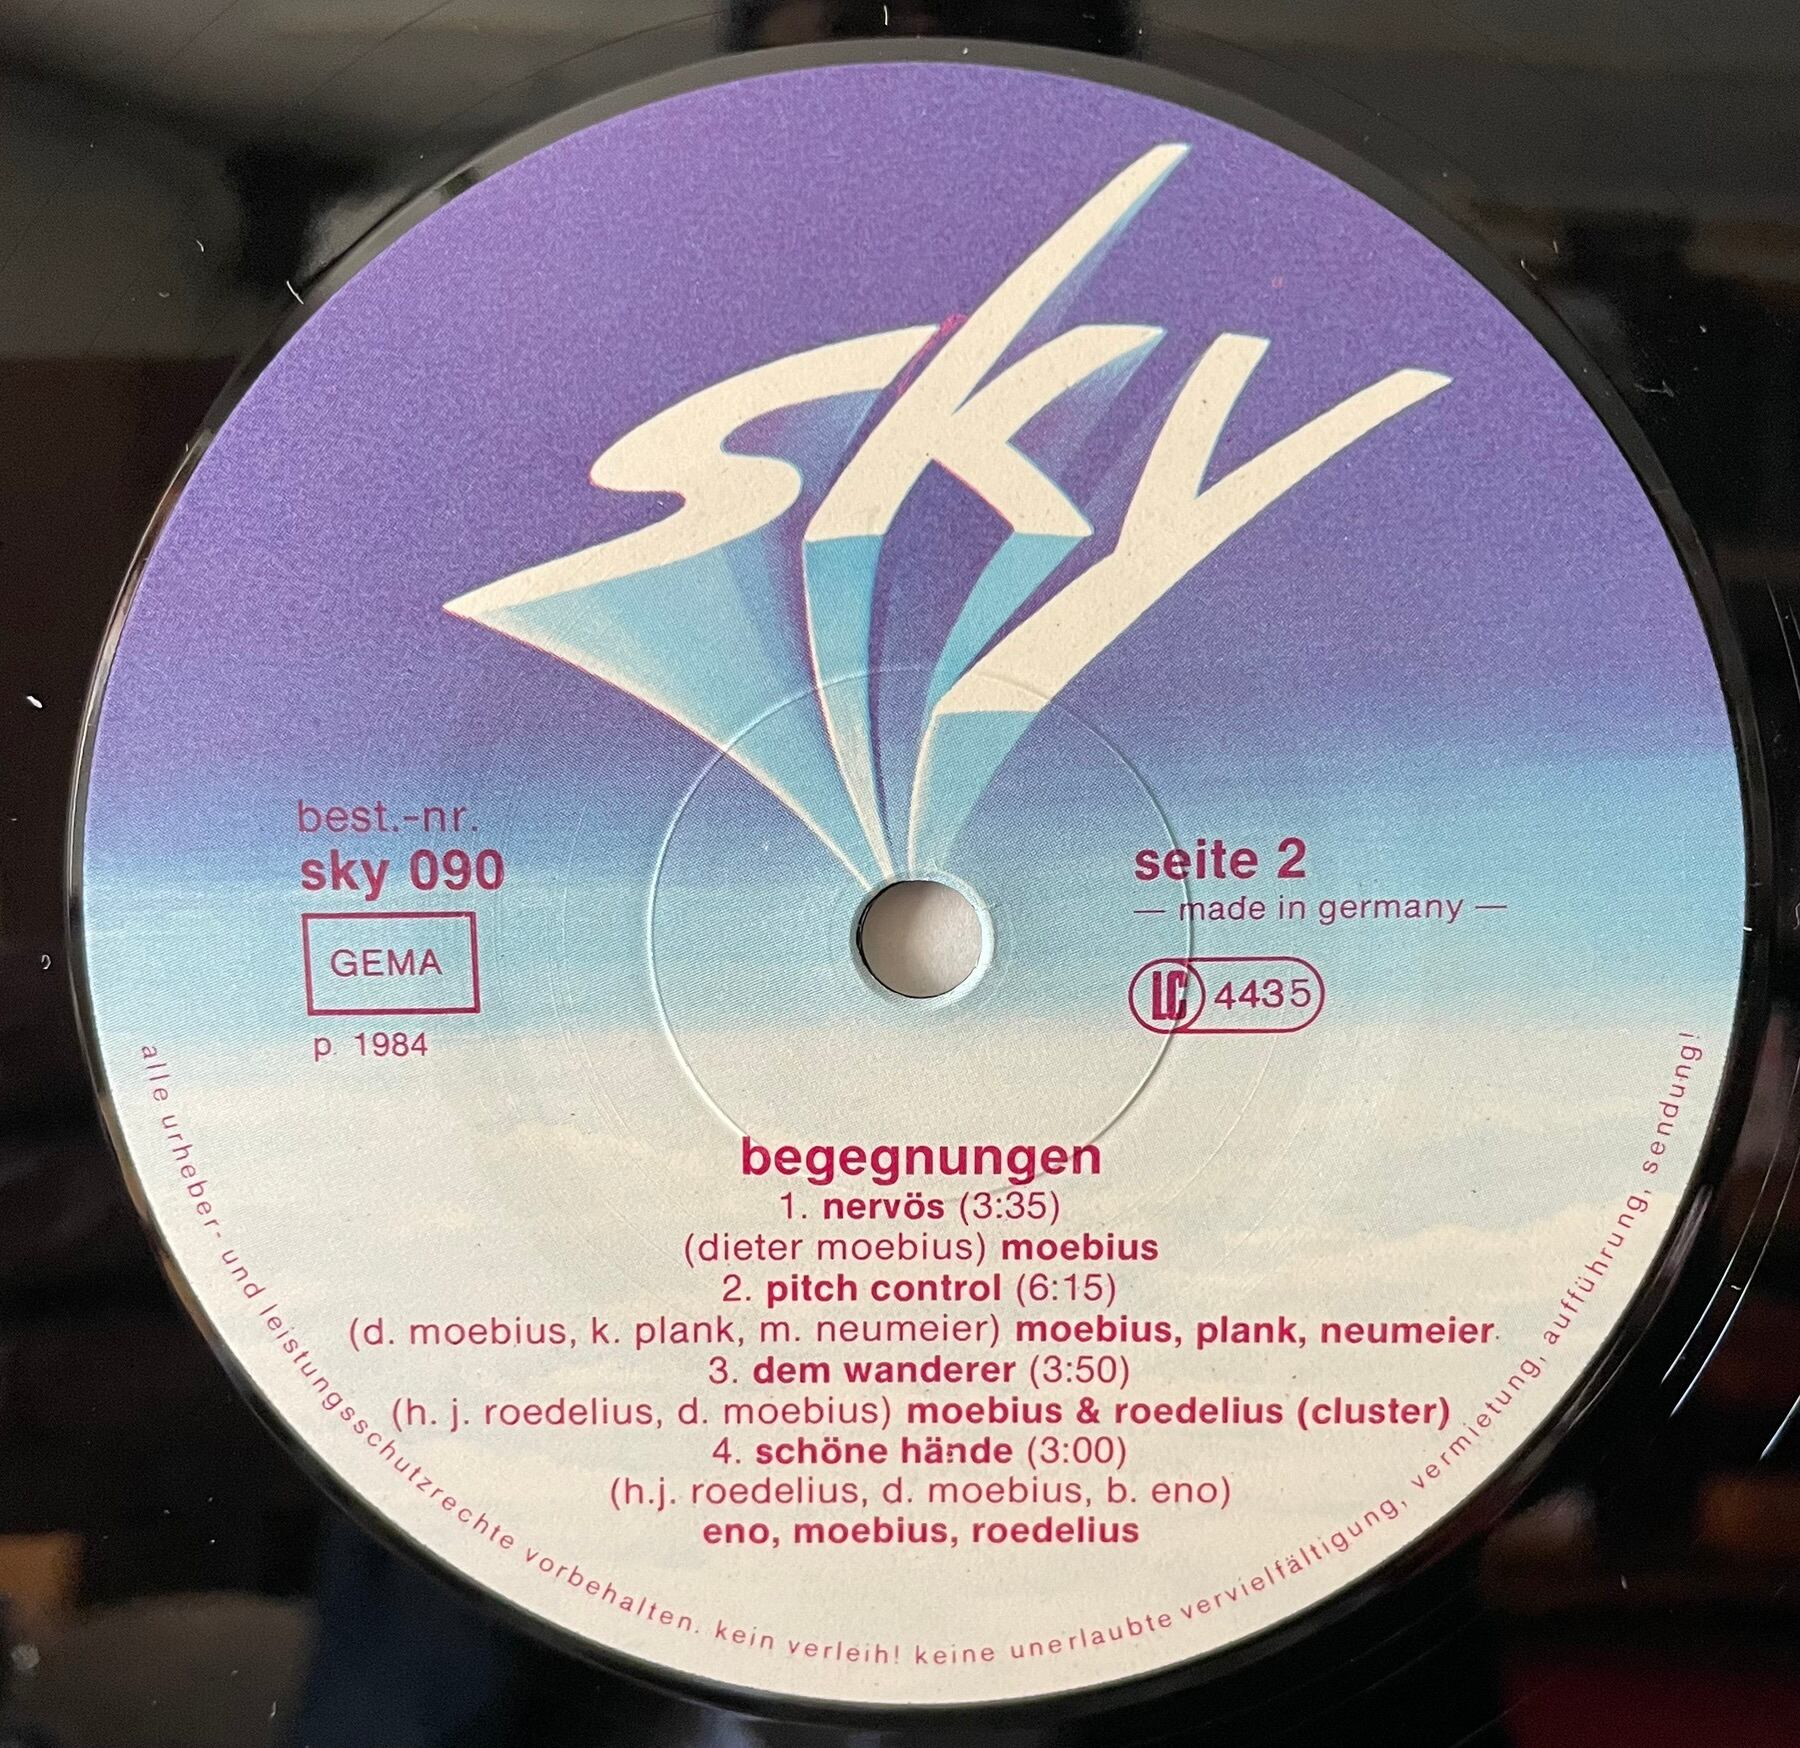 sky
best.-nr.
sky 090
GEMA
p. 1984
seite 2
— made in germany —
LC 4435
begegnungen
1. nervös (3:35)
(dieter moebius) moebius
2. pitch control (6:15)
(d. moebius, k. plank, m. neumeier) moebius, plank, neumeier
3. dem wanderer (3:50)
(h. j. roedelius, d. moebius) moebius & roedelius (cluster)
4. schöne hände (3:00)
(h.j. roedelius, d. moebius, b. eno)
eno, moebius, roedelius
alle urheber- und leistungsschutzrechte vorbehalten. kein verleih! keine unerlaubte vervielfältigung, vermietung, aufführung, sendung!